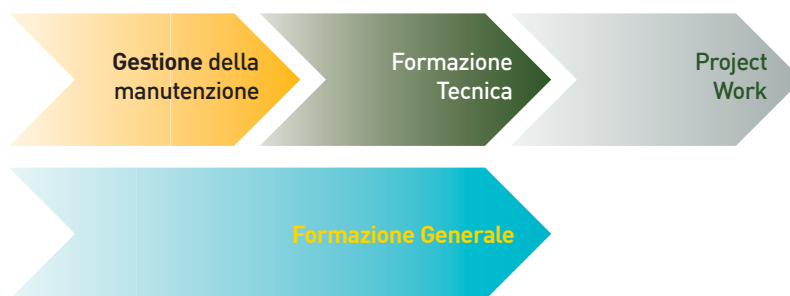 Gestione della
manutenzione
Formazione
Tecnica
Project
Work
Formazione Generale